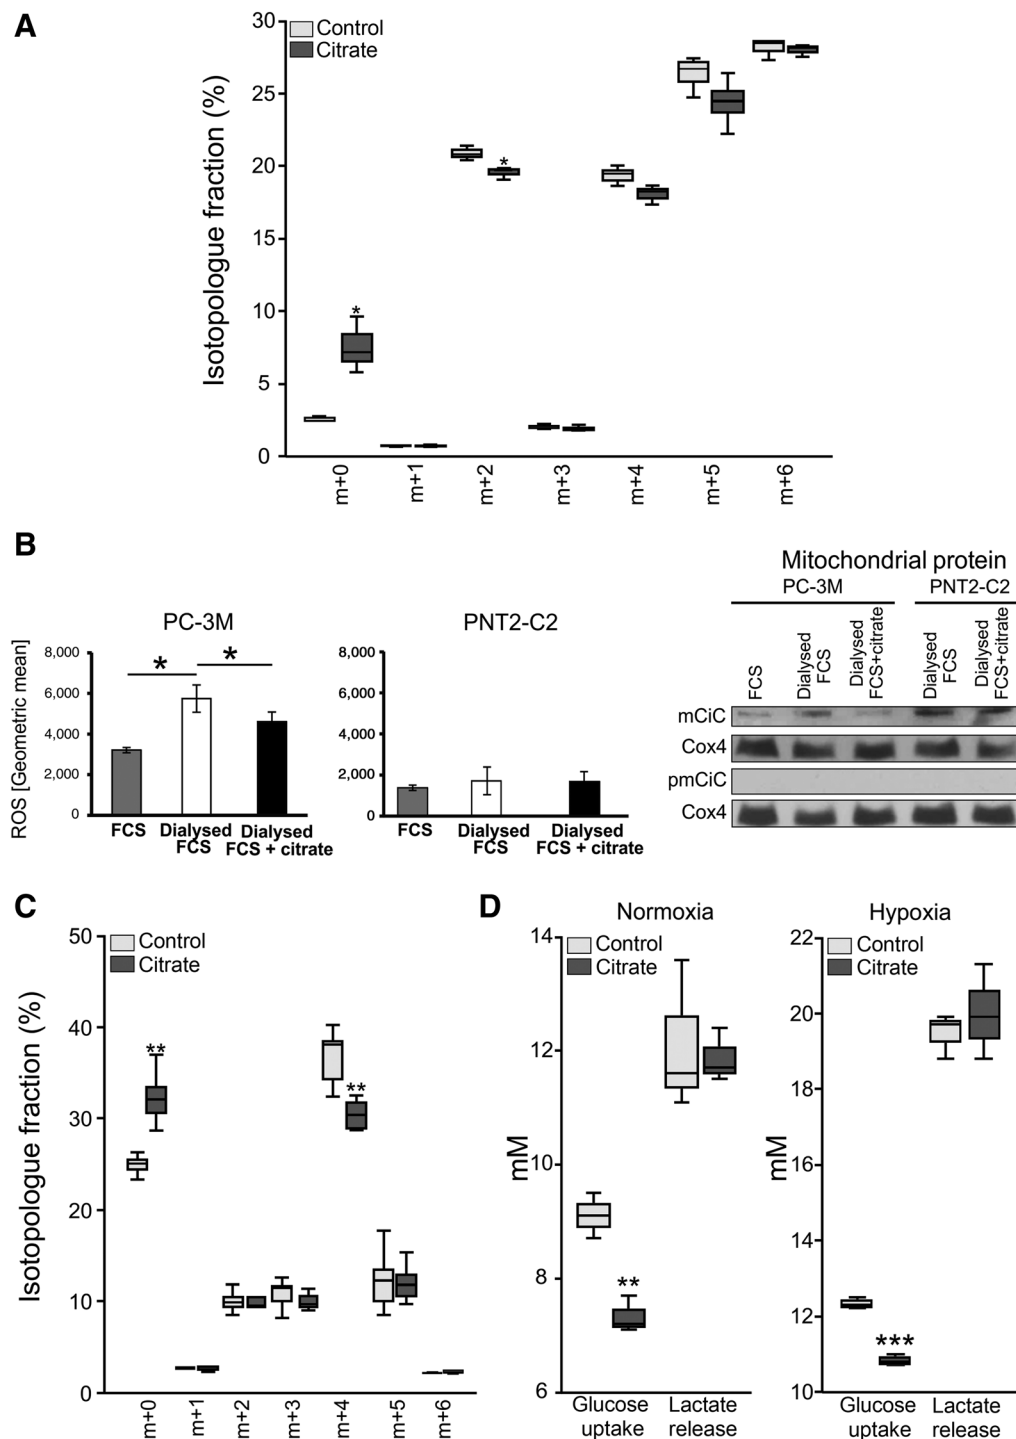 A
Control
Citrate
Isotopologue fraction (%)
30
25
20
15
10
5
0
*
*
m+0
m+1
m+2
m+3
m+4
m+5
m+6
B
PC-3M
ROS [Geometric mean]
8,000
6,000
4,000
2,000
0
*
*
FCS
Dialysed
FCS
Dialysed
FCS + citrate
PNT2-C2
8,000
6,000
4,000
2,000
0
FCS
Dialysed
FCS
Dialysed
FCS + citrate
Mitochondrial protein
PC-3M
PNT2-C2
FCS
Dialysed
FCS
Dialysed
FCS+citrate
Dialysed
FCS
Dialysed
FCS+citrate
mCiC
Cox4
pmCiC
Cox4
C
Control
Citrate
Isotopologue fraction (%)
50
40
30
20
10
0
**
**
m+0
m+1
m+2
m+3
m+4
m+5
m+6
D
Normoxia
Control
Citrate
mM
14
12
10
8
6
**
Glucose
uptake
Lactate
release
Hypoxia
Control
Citrate
mM
22
20
18
16
14
12
10
***
Glucose
uptake
Lactate
release